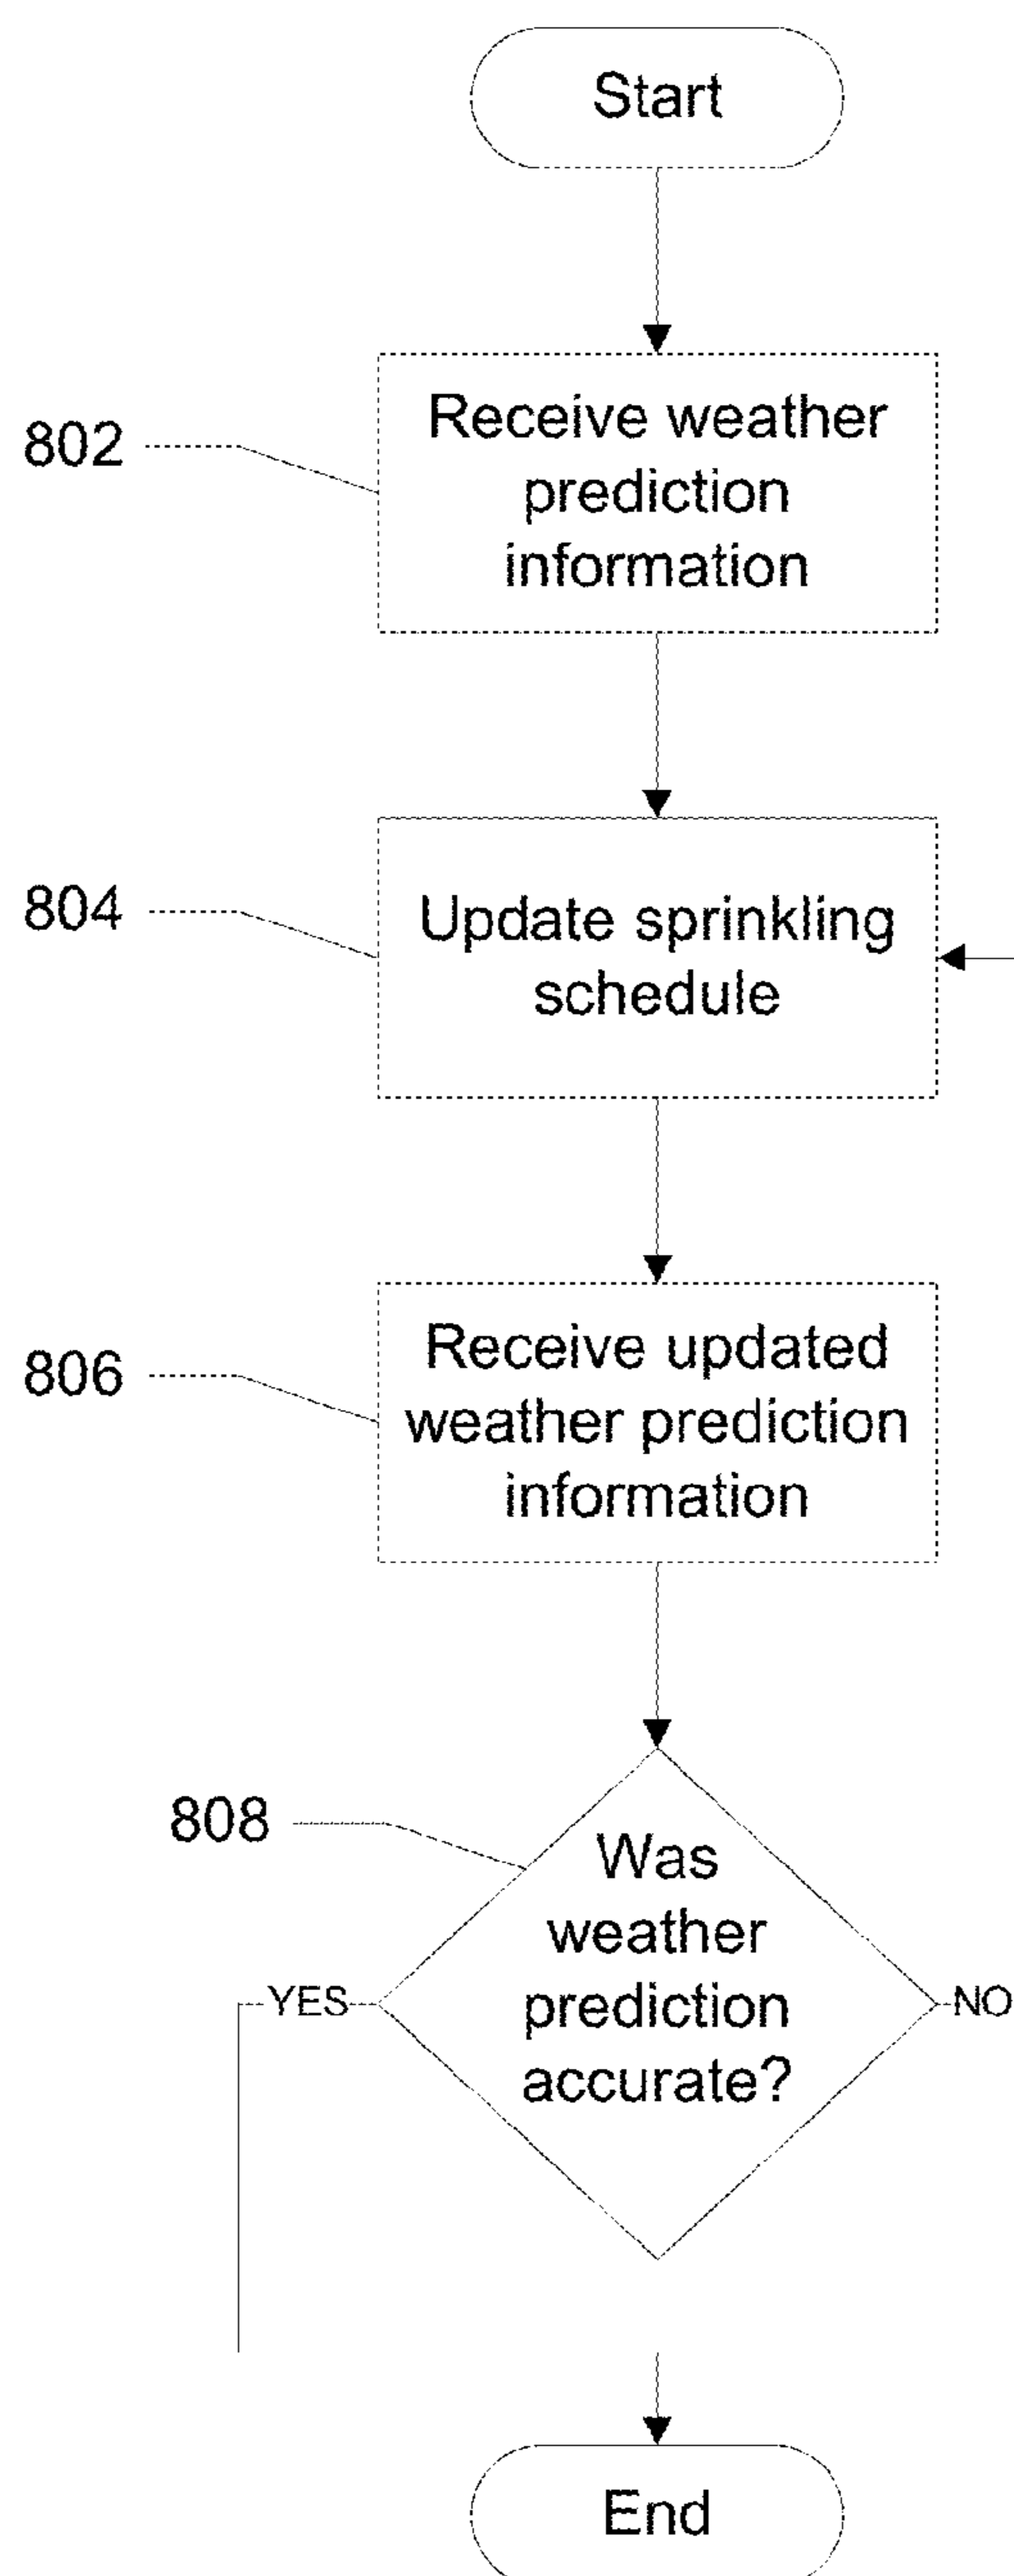 Start
802
Receive weather
prediction
information
804
Update sprinkling
schedule
806
Receive updated
weather prediction
information
808
Was
weather
prediction
accurate?
YES
NO
End